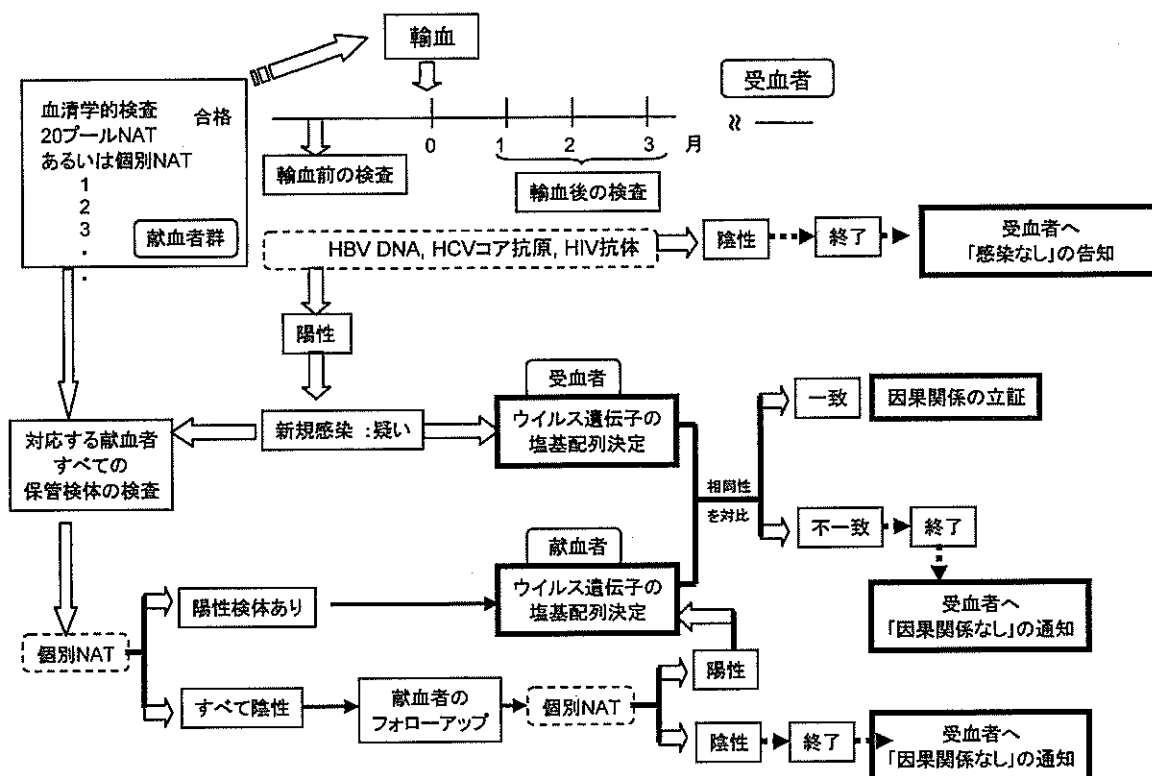 輸血
受血者
血清学的検査
合格
20プールNAT
あるいは個別NAT
1
2
3
.
.
献血者群
0
1
2
3
月
輸血前の検査
輸血後の検査
HBV DNA, HCVコア抗原, HIV抗体
陰性
終了
受血者へ
「感染なし」の告知
陽性
受血者
ウイルス遺伝子の
塩基配列決定
一致
因果関係の立証
新規感染 :疑い
対応する献血者
すべての
保管検体の検査
相同性
を対比
不一致
終了
献血者
ウイルス遺伝子の
塩基配列決定
受血者へ
「因果関係なし」の通知
陽性検体あり
個別NAT
すべて陰性
献血者の
フォローアップ
個別NAT
陽性
陰性
終了
受血者へ
「因果関係なし」の通知